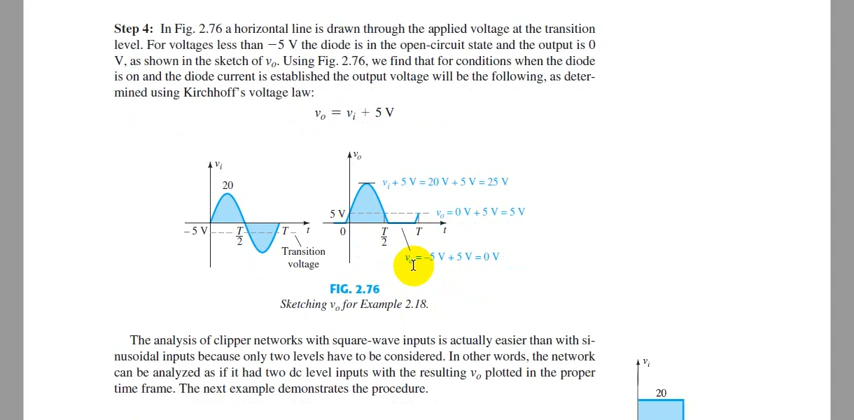 Step 4: In Fig. 2.76 a horizontal line is drawn through the applied voltage at the transition
level. For voltages less than −5 V the diode is in the open-circuit state and the output is 0
V, as shown in the sketch of vo. Using Fig. 2.76, we find that for conditions when the diode
is on and the diode current is established the output voltage will be the following, as deter-
mined using Kirchhoff's voltage law:
vo = vi + 5 V
vi
20
−5 V
T/2
T
t
Transition
voltage
vo
vi + 5 V = 20 V + 5 V = 25 V
5 V
vo = 0 V + 5 V = 5 V
0
T/2
T
t
vo = −5 V + 5 V = 0 V
FIG. 2.76
Sketching vo for Example 2.18.
The analysis of clipper networks with square-wave inputs is actually easier than with si-
nusoidal inputs because only two levels have to be considered. In other words, the network
can be analyzed as if it had two dc level inputs with the resulting vo plotted in the proper
time frame. The next example demonstrates the procedure.
vi
20